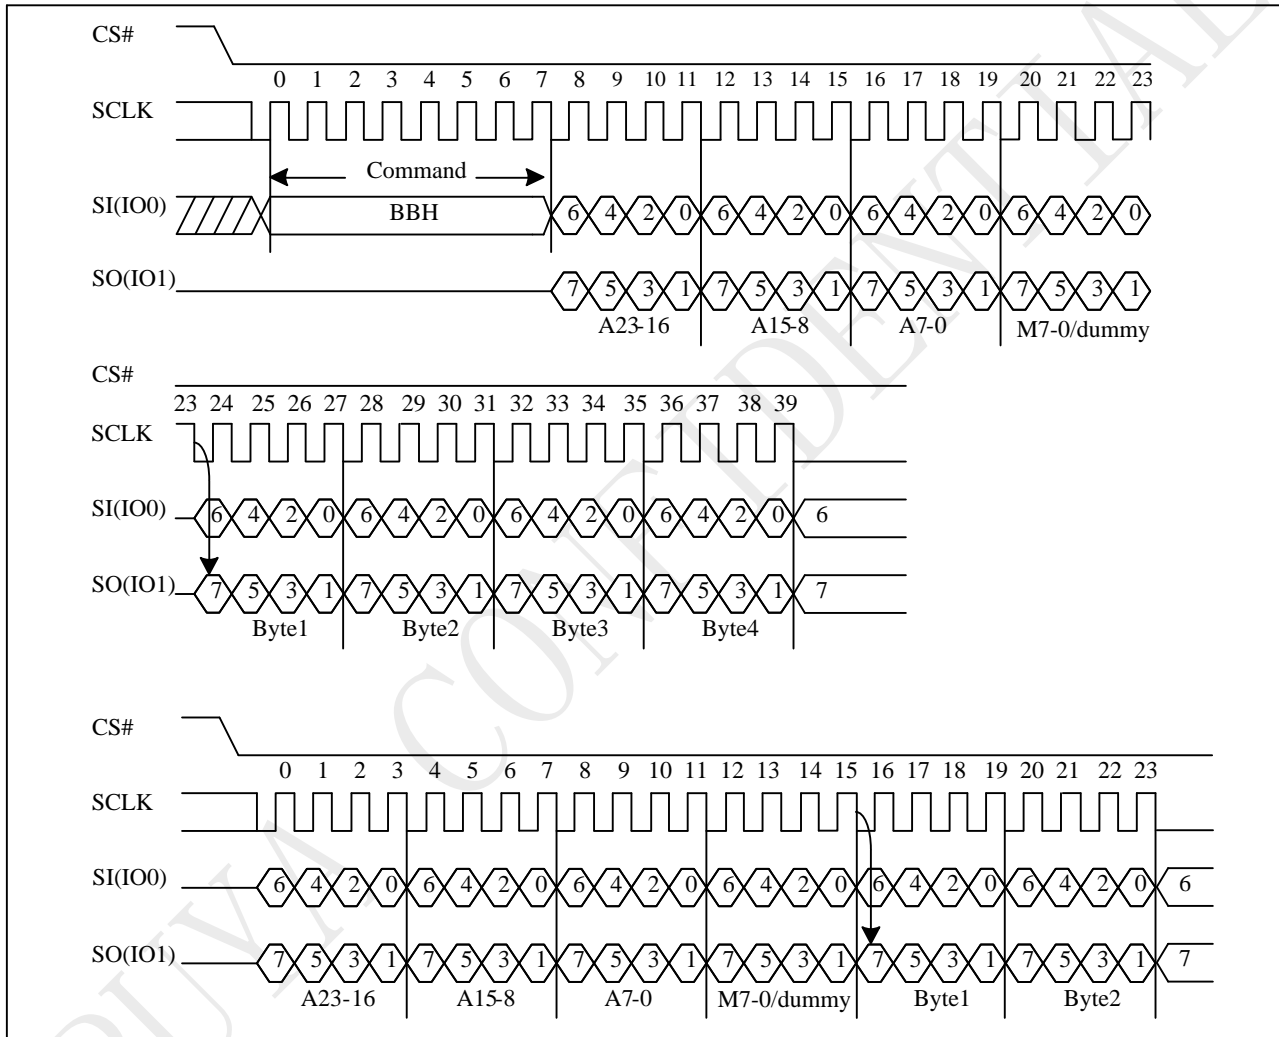 CS#
0 1 2 3 4 5 6 7 8 9 10 11 12 13 14 15 16 17 18 19 20 21 22 23
SCLK
Command
SI(IO0) BBH 6 4 2 0 6 4 2 0 6 4 2 0 6 4 2 0
SO(IO1) 7 5 3 1 7 5 3 1 7 5 3 1 7 5 3 1
A23-16 A15-8 A7-0 M7-0/dummy
CS#
23 24 25 26 27 28 29 30 31 32 33 34 35 36 37 38 39
SCLK
SI(IO0) 6 4 2 0 6 4 2 0 6 4 2 0 6 4 2 0 6
SO(IO1) 7 5 3 1 7 5 3 1 7 5 3 1 7 5 3 1 7
Byte1 Byte2 Byte3 Byte4
CS#
0 1 2 3 4 5 6 7 8 9 10 11 12 13 14 15 16 17 18 19 20 21 22 23
SCLK
SI(IO0) 6 4 2 0 6 4 2 0 6 4 2 0 6 4 2 0 6 4 2 0 6 4 2 0 6
SO(IO1) 7 5 3 1 7 5 3 1 7 5 3 1 7 5 3 1 7 5 3 1 7 5 3 1 7
A23-16 A15-8 A7-0 M7-0/dummy Byte1 Byte2
PUYA CONFIDENTIAL